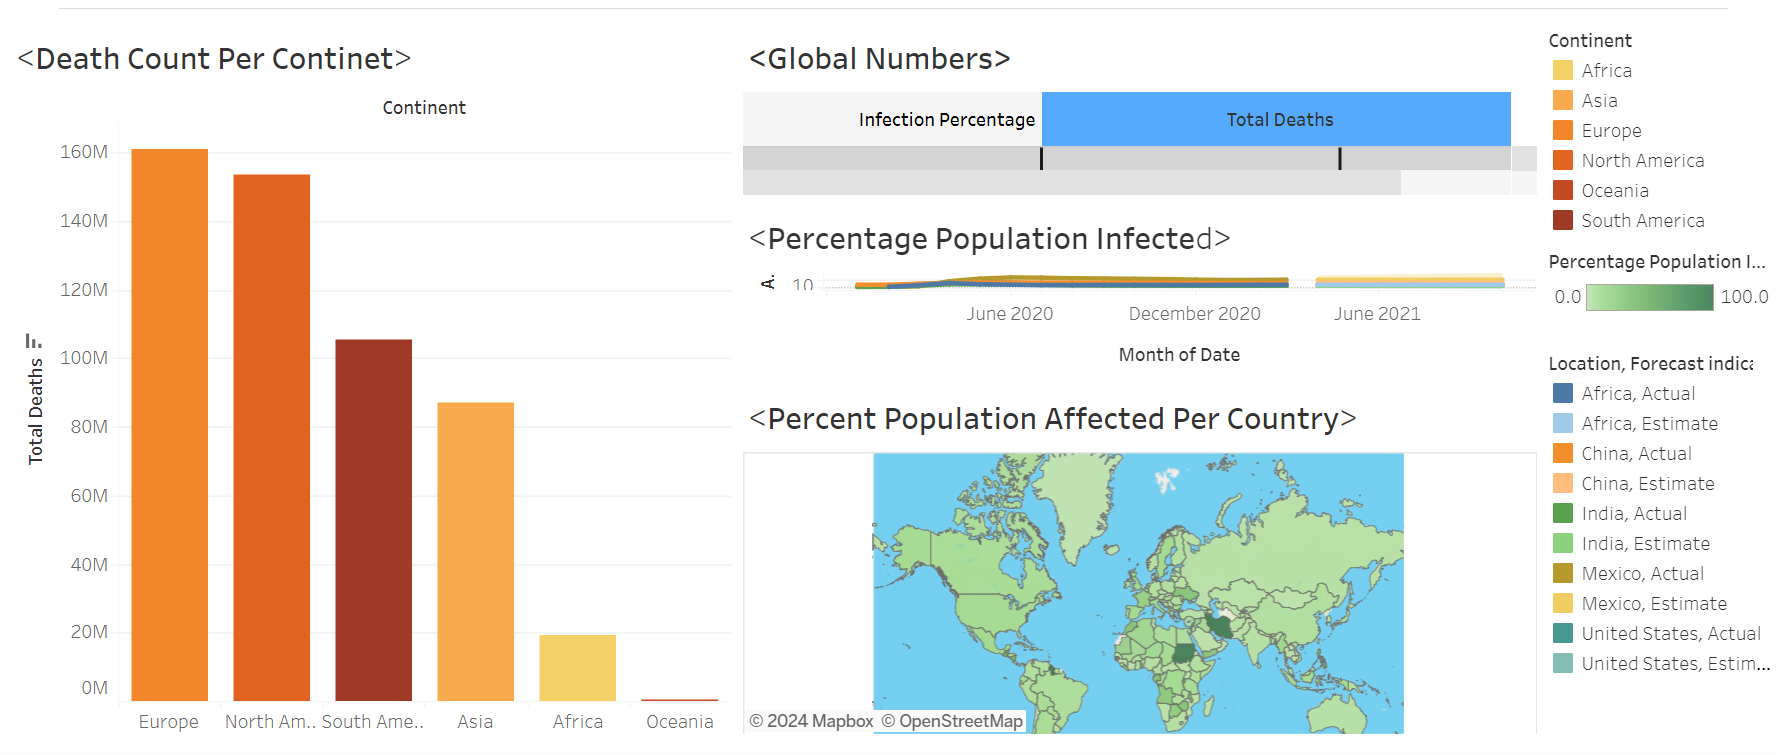 <Death Count Per Continet>
Continent
160M
140M
120M
100M
80M
60M
40M
20M
0M
Total Deaths
Europe
North Am..
South Ame..
Asia
Africa
Oceania
<Global Numbers>
Infection Percentage
Total Deaths
<Percentage Population Infected>
A.
10
June 2020
December 2020
June 2021
Month of Date
<Percent Population Affected Per Country>
© 2024 Mapbox © OpenStreetMap
Continent
Africa
Asia
Europe
North America
Oceania
South America
Percentage Population I...
0.0
100.0
Location, Forecast indica
Africa, Actual
Africa, Estimate
China, Actual
China, Estimate
India, Actual
India, Estimate
Mexico, Actual
Mexico, Estimate
United States, Actual
United States, Estim...